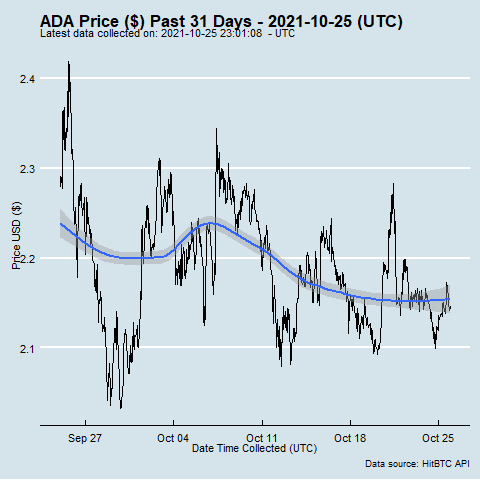 ADA Price ($) Past 31 Days - 2021-10-25 (UTC)
Latest data collected on: 2021-10-25 23:01:08  - UTC
2.4
2.3
2.2
2.1
Price USD ($)
Sep 27
Oct 04
Oct 11
Oct 18
Oct 25
Date Time Collected (UTC)
Data source: HitBTC API